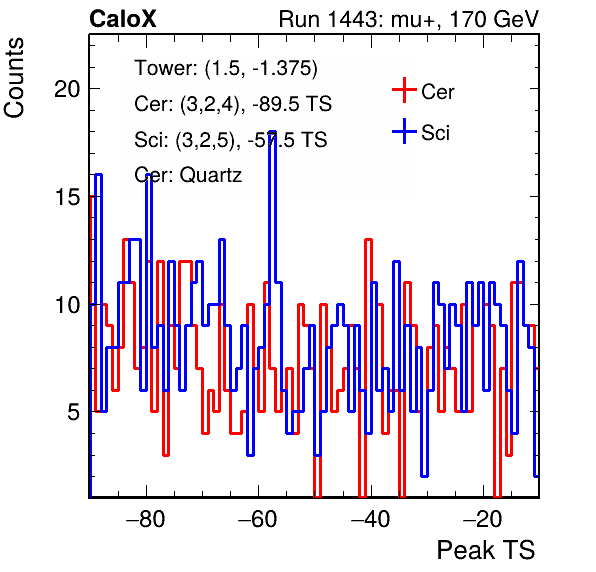 CaloX Run 1443: mu+, 170 GeV
Counts
Tower: (1.5, -1.375)
Cer: (3,2,4), -89.5 TS
Sci: (3,2,5), -57.5 TS
Cer: Quartz
Cer
Sci
20
15
10
5
−80 −60 −40 −20
Peak TS